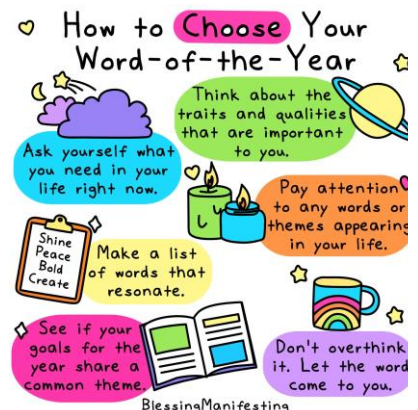 How to Choose Your
Word-of-the-Year
Think about the
traits and qualities
that are important
to you.
Ask yourself what
you need in your
life right now.
Pay attention
to any words or
themes appearing
in your life.
Shine
Peace
Bold
Create
Make a list
of words that
resonate.
See if your
goals for the
year share a
common theme.
Don't overthink
it. Let the word
come to you.
BlessingManifesting